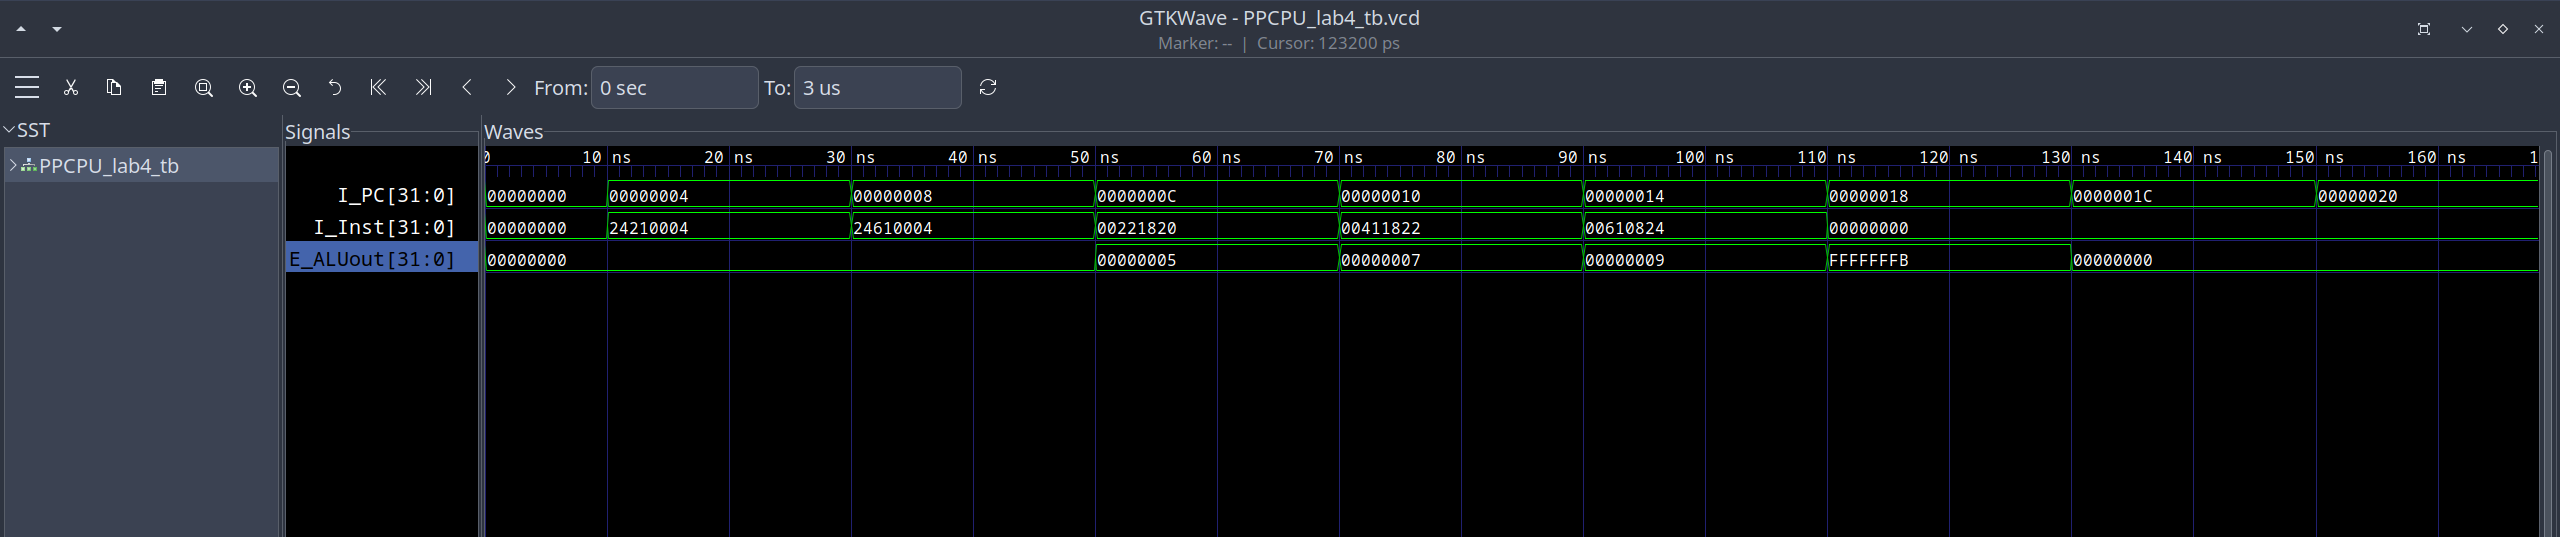 GTKWave - PPCPU_lab4_tb.vcd
Marker: -- | Cursor: 123200 ps
From: 0 sec To: 3 us
SST
Signals
Waves
PPCPU_lab4_tb
0 10 ns 20 ns 30 ns 40 ns 50 ns 60 ns 70 ns 80 ns 90 ns 100 ns 110 ns 120 ns 130 ns 140 ns 150 ns 160 ns 1
I_PC[31:0] 00000000 00000004 00000008 0000000C 00000010 00000014 00000018 0000001C 00000020
I_Inst[31:0] 00000000 24210004 24610004 00221820 00411822 00610824 00000000
E_ALUout[31:0] 00000000 00000005 00000007 00000009 FFFFFFFB 00000000